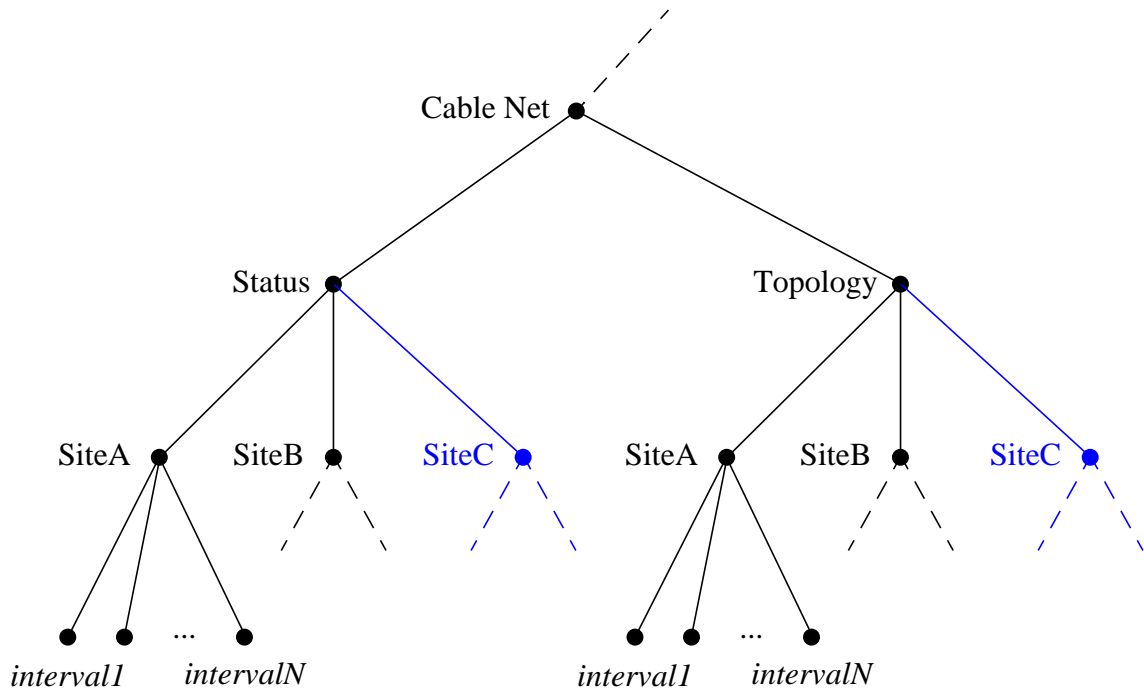 Cable Net
Status Topology
SiteA SiteB SiteC SiteA SiteB SiteC
... ...
interval1 intervalN interval1 intervalN